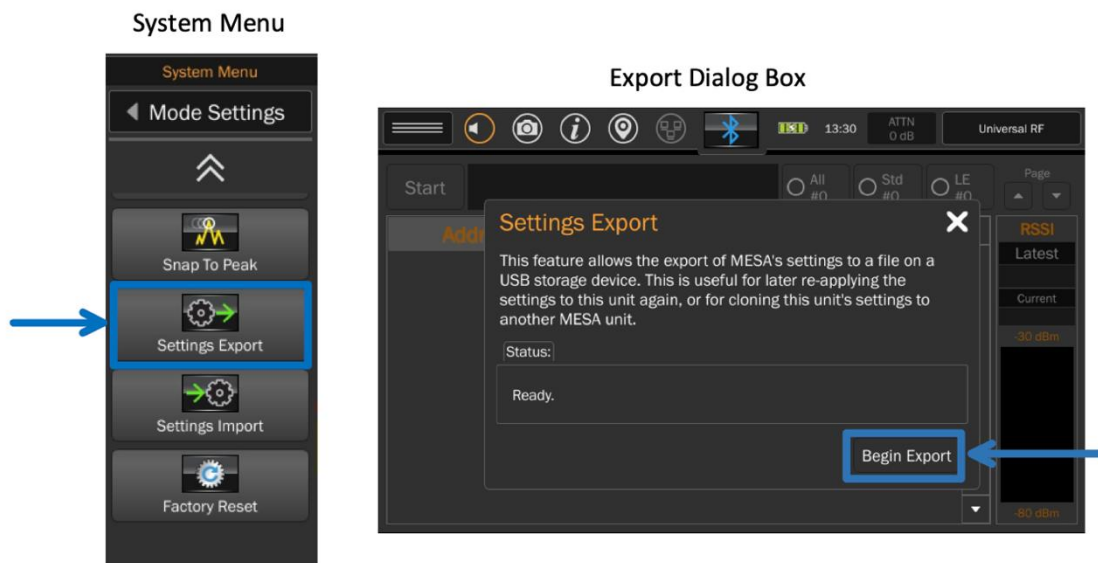 System Menu
System Menu
Mode Settings
Snap To Peak
Settings Export
Settings Import
Factory Reset
Export Dialog Box
13:30
ATTN
0 dB
Universal RF
Start
All
#0
Std
#0
LE
#0
Page
Addr
RSSI
Latest
Current
-30 dBm
-80 dBm
Settings Export
This feature allows the export of MESA's settings to a file on a
USB storage device. This is useful for later re-applying the
settings to this unit again, or for cloning this unit's settings to
another MESA unit.
Status:
Ready.
Begin Export